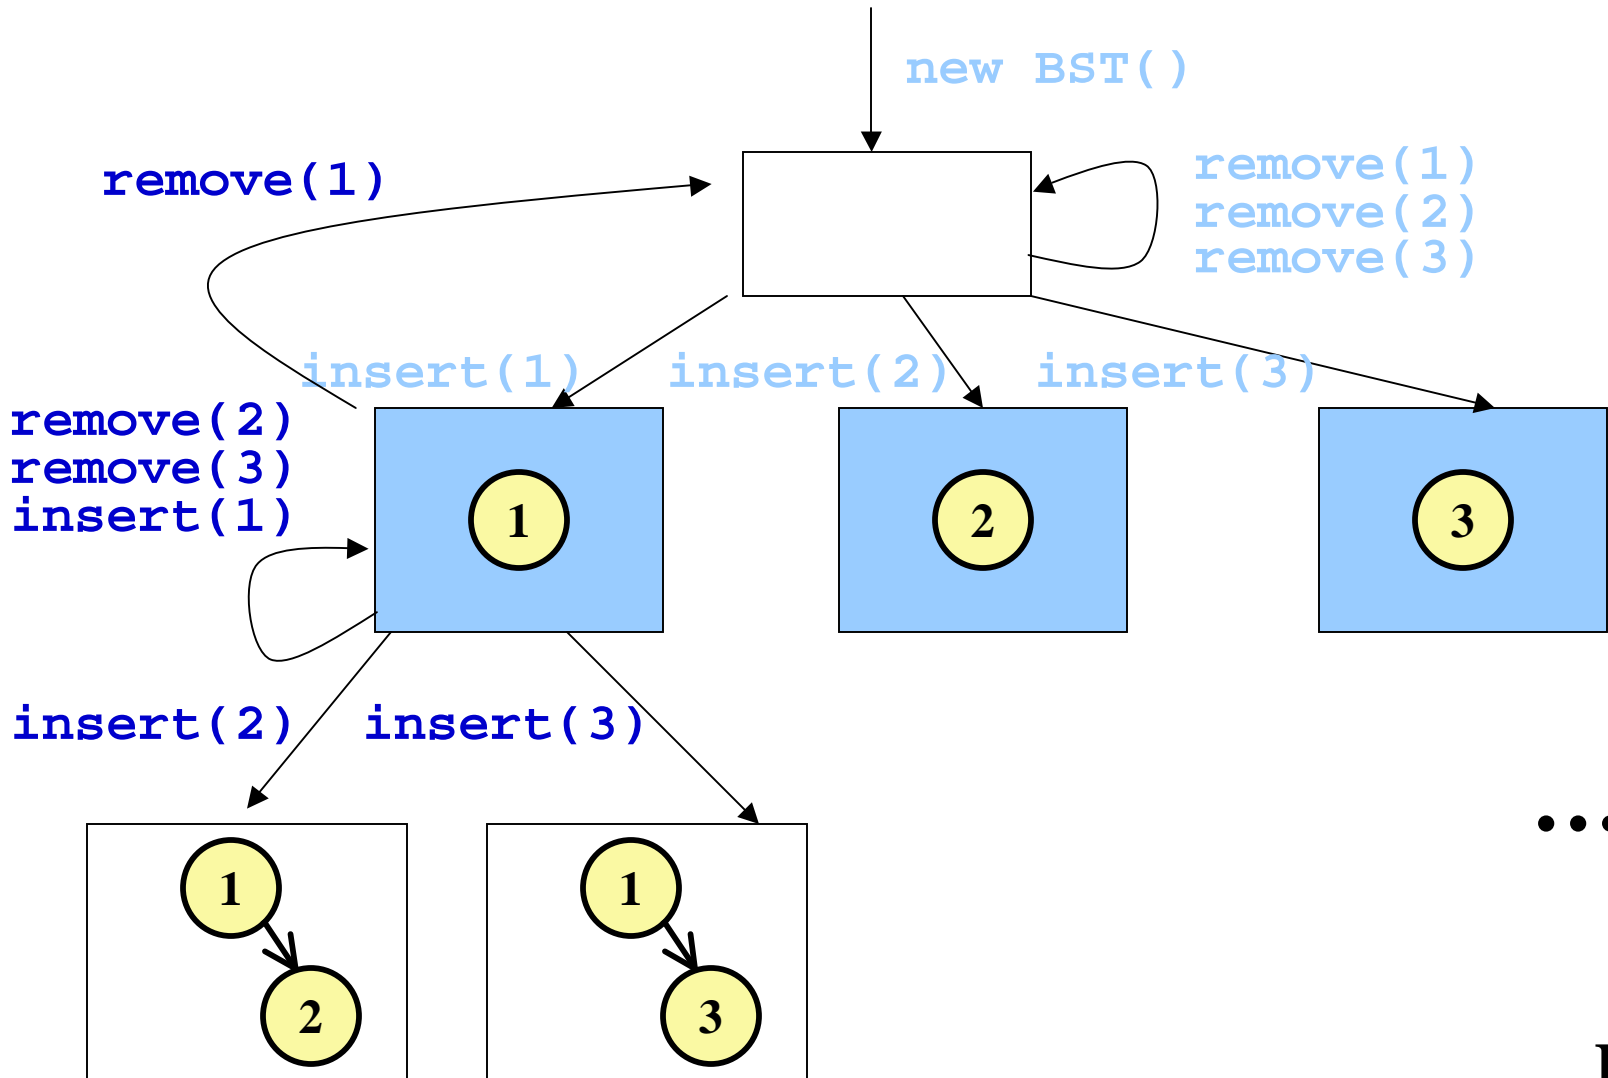 new BST()
remove(1)
remove(1)
remove(2)
remove(3)
insert(1) insert(2) insert(3)
remove(2)
remove(3)
insert(1)
1 2 3
insert(2) insert(3)
...
1 1
2 3